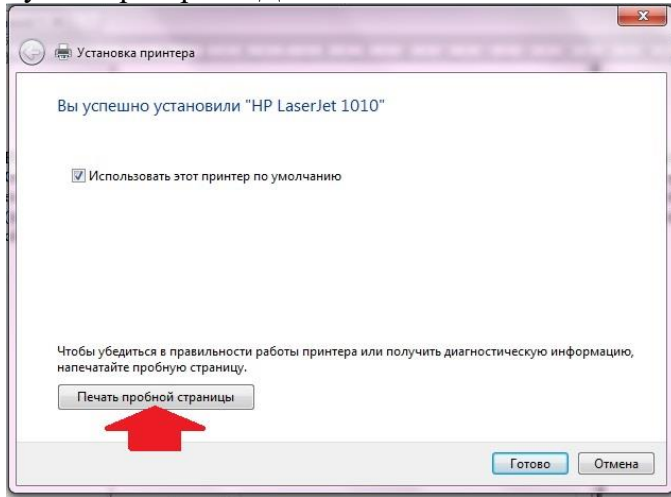 Установка принтера
Вы успешно установили "HP LaserJet 1010"
Использовать этот принтер по умолчанию
Чтобы убедиться в правильности работы принтера или получить диагностическую информацию,
напечатайте пробную страницу.
Печать пробной страницы
Готово Отмена